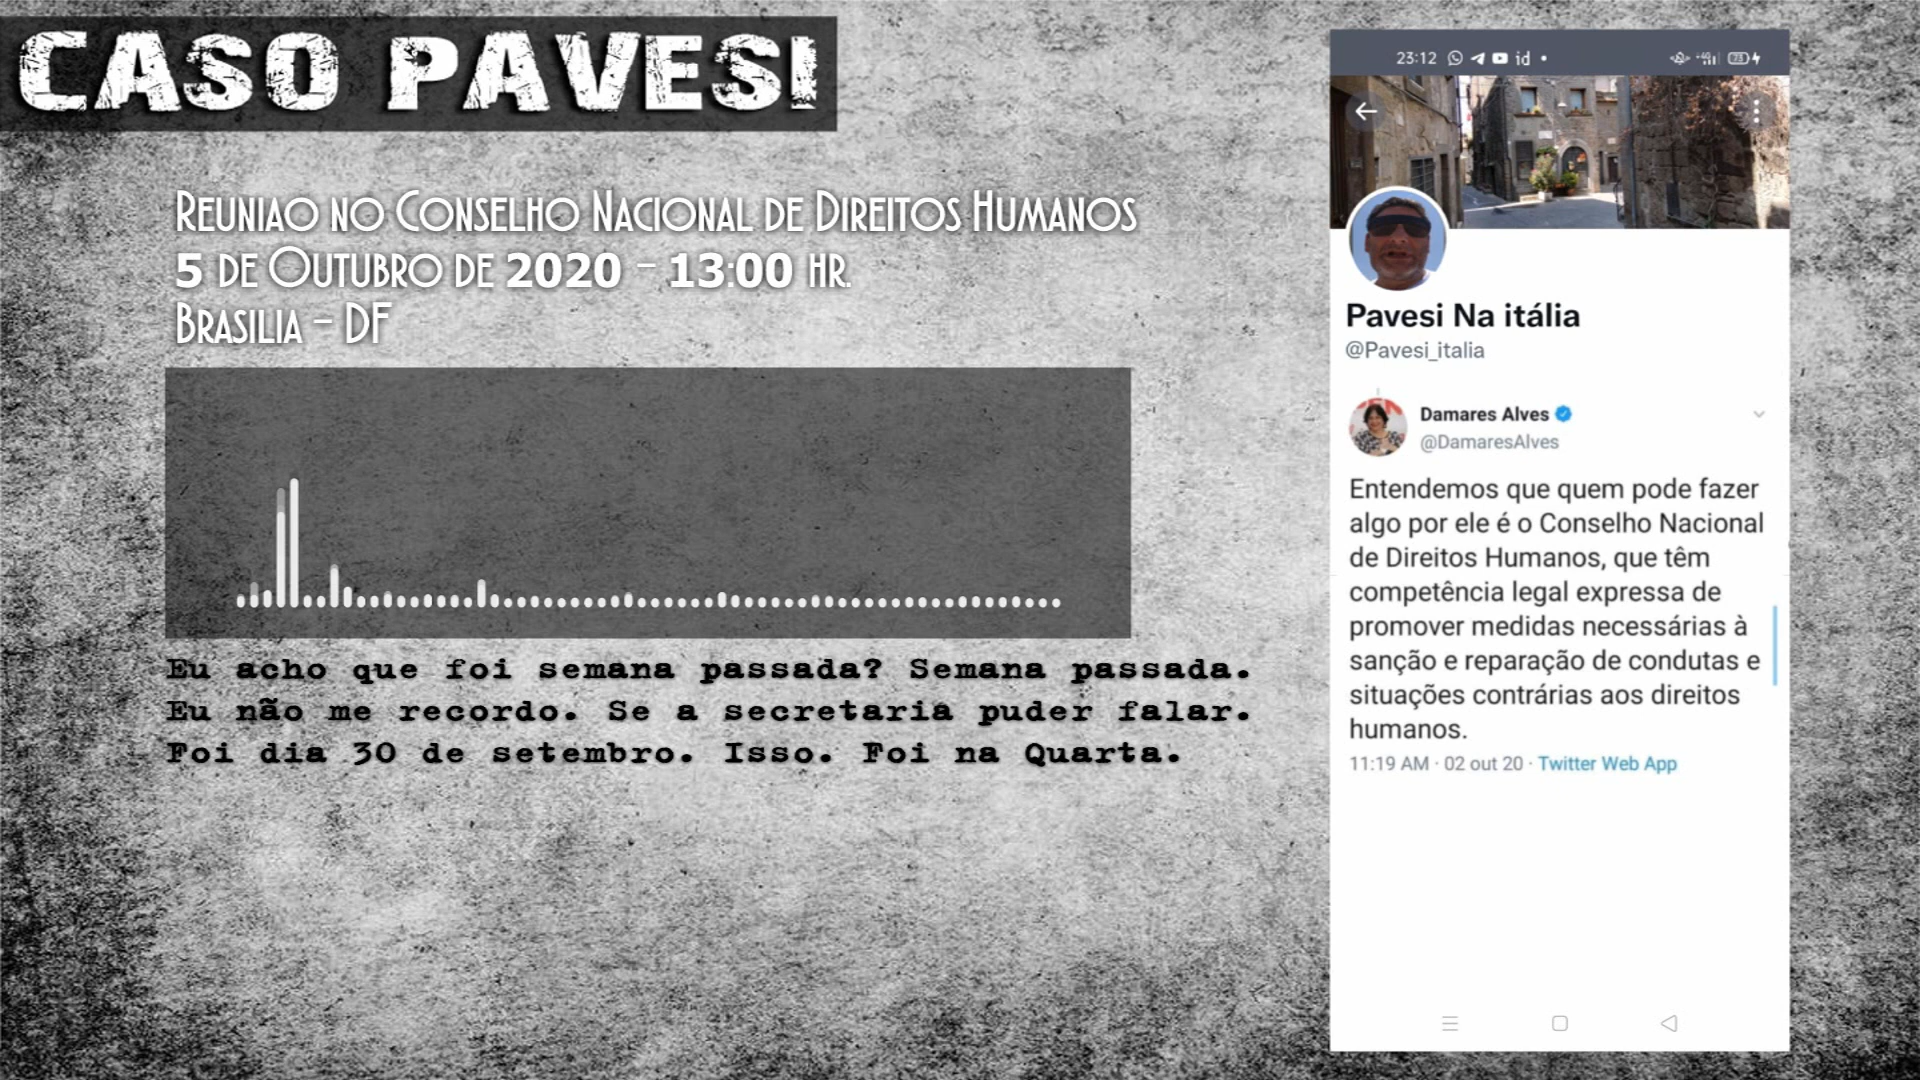 CASO PAVESI
REUNIAO NO CONSELHO NACIONAL DE DIREITOS HUMANOS
5 DE OUTUBRO DE 2020 - 13:00 HR.
BRASILIA - DF
Eu acho que foi semana passada? Semana passada.
Eu não me recordo. Se a secretaria puder falar.
Foi dia 30 de setembro. Isso. Foi na Quarta.
23:12
Pavesi Na itália
@Pavesi_italia
Damares Alves
@DamaresAlves
Entendemos que quem pode fazer
algo por ele é o Conselho Nacional
de Direitos Humanos, que têm
competência legal expressa de
promover medidas necessárias à
sanção e reparação de condutas e
situações contrárias aos direitos
humanos.
11:19 AM · 02 out 20 · Twitter Web App